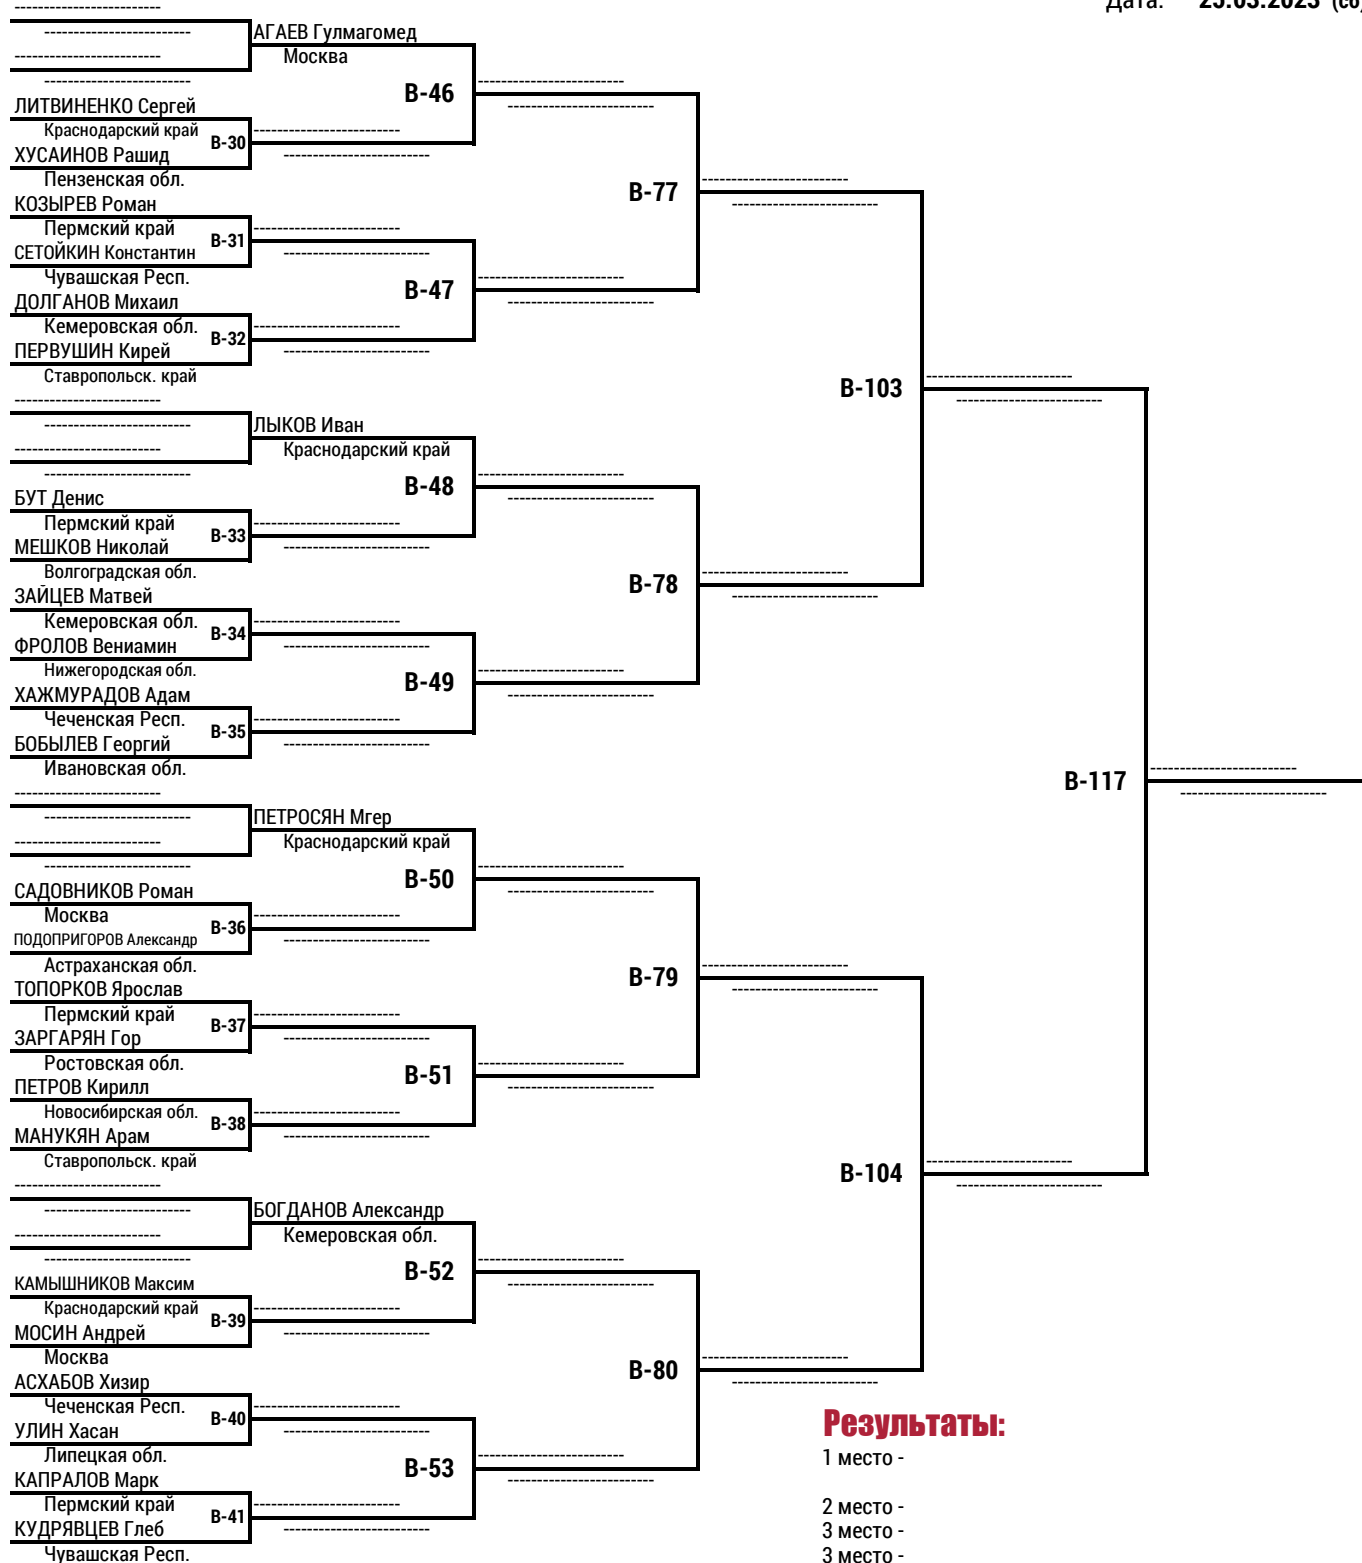 Дата: 25.03.2023 (сб)
АГАЕВ Гулмагомед
Москва
В-46
ЛИТВИНЕНКО Сергей
Краснодарский край
В-30
ХУСАИНОВ Рашид
Пензенская обл.
В-77
КОЗЫРЕВ Роман
Пермский край
В-31
СЕТОЙКИН Константин
Чувашская Респ.
В-47
ДОЛГАНОВ Михаил
Кемеровская обл.
В-32
ПЕРВУШИН Кирей
Ставропольск. край
В-103
ЛЫКОВ Иван
Краснодарский край
В-48
БУТ Денис
Пермский край
В-33
МЕШКОВ Николай
Волгоградская обл.
В-78
ЗАЙЦЕВ Матвей
Кемеровская обл.
В-34
ФРОЛОВ Вениамин
Нижегородская обл.
В-49
ХАЖМУРАДОВ Адам
Чеченская Респ.
В-35
БОБЫЛЕВ Георгий
Ивановская обл.
В-117
ПЕТРОСЯН Мгер
Краснодарский край
В-50
САДОВНИКОВ Роман
Москва
В-36
ПОДОПРИГОРОВ Александр
Астраханская обл.
В-79
ТОПОРКОВ Ярослав
Пермский край
В-37
ЗАРГАРЯН Гор
Ростовская обл.
В-51
ПЕТРОВ Кирилл
Новосибирская обл.
В-38
МАНУКЯН Арам
Ставропольск. край
В-104
БОГДАНОВ Александр
Кемеровская обл.
В-52
КАМЫШНИКОВ Максим
Краснодарский край
В-39
МОСИН Андрей
Москва
В-80
АСХАБОВ Хизир
Чеченская Респ.
В-40
УЛИН Хасан
Липецкая обл.
В-53
КАПРАЛОВ Марк
Пермский край
В-41
КУДРЯВЦЕВ Глеб
Чувашская Респ.
Результаты:
1 место -
2 место -
3 место -
3 место -